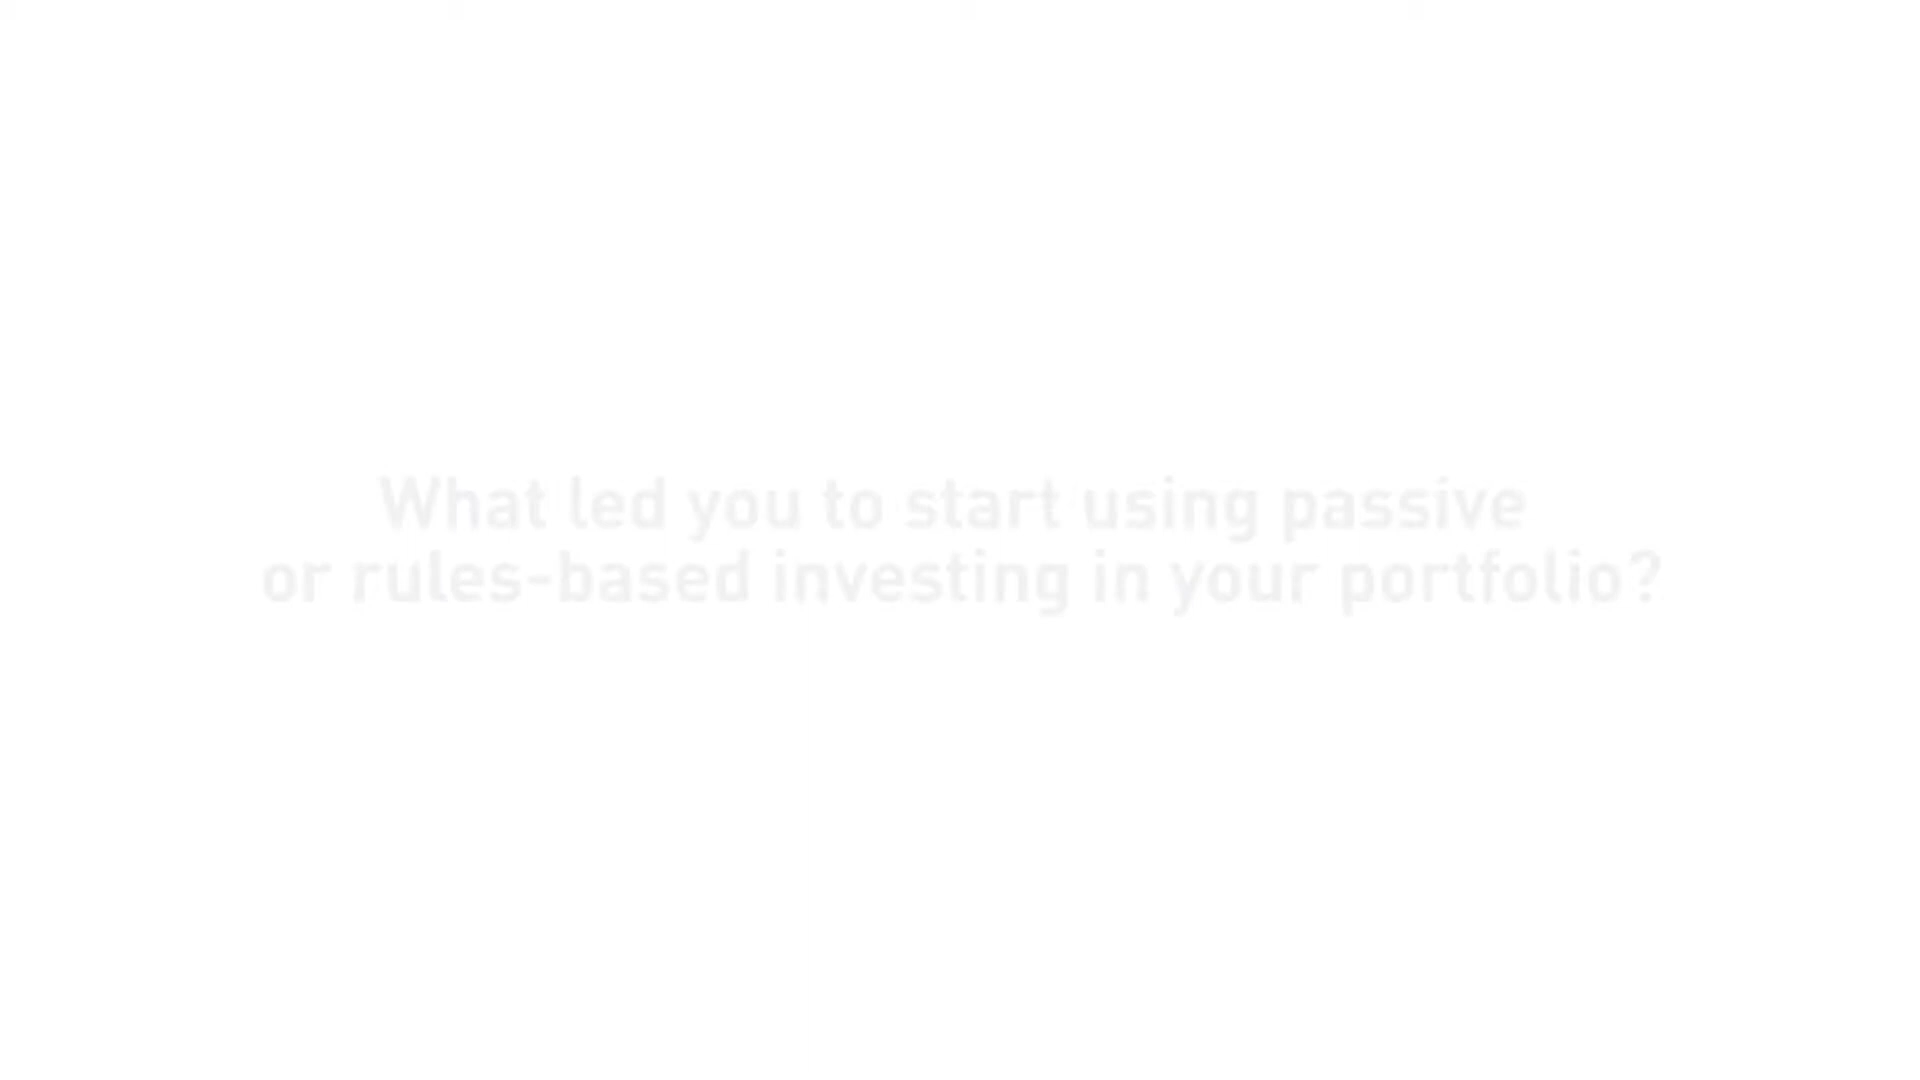 What led you to start using passive
or rules-based investing in your portfolio?